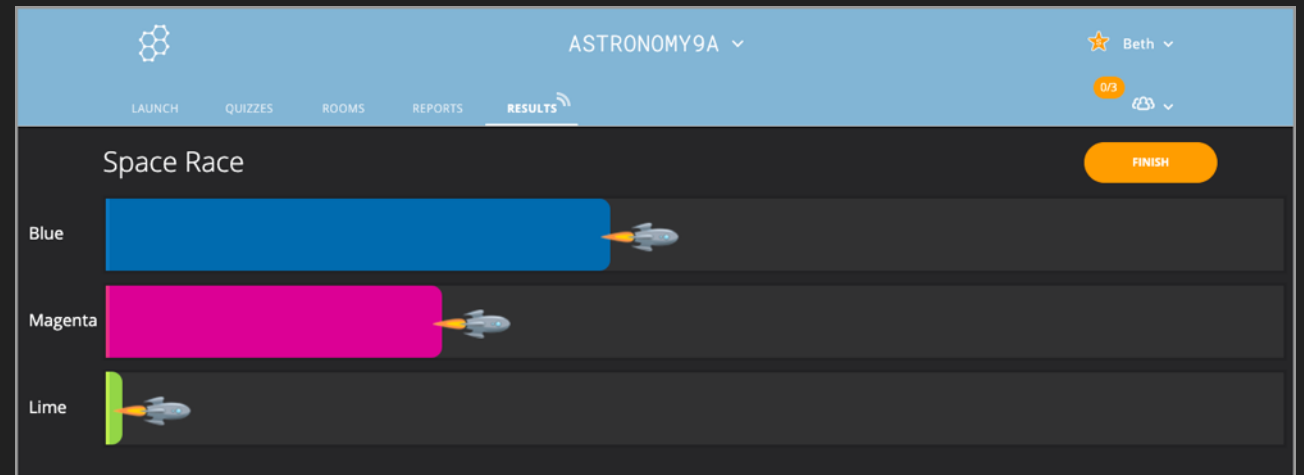 ASTRONOMY9A
Beth
0/3
LAUNCH QUIZZES ROOMS REPORTS RESULTS
Space Race
FINISH
Blue
Magenta
Lime